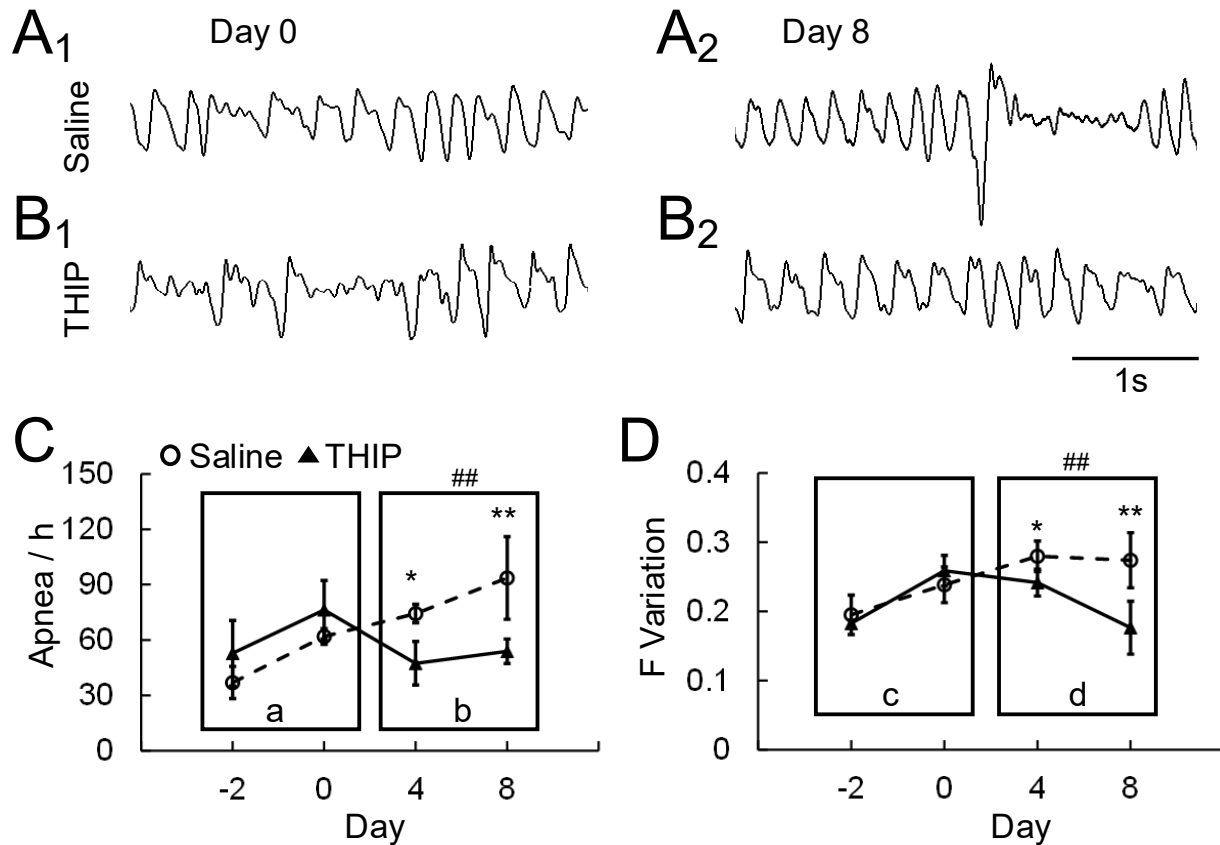 A1 Day 0
A2 Day 8
Saline
B1
B2
THIP
1s
C
Saline THIP
Apnea / h
150
120
90
60
30
0
##
*
**
a
b
-2 0 4 8
Day
D
F Variation
0.4
0.3
0.2
0.1
0
##
*
**
c
d
-2 0 4 8
Day